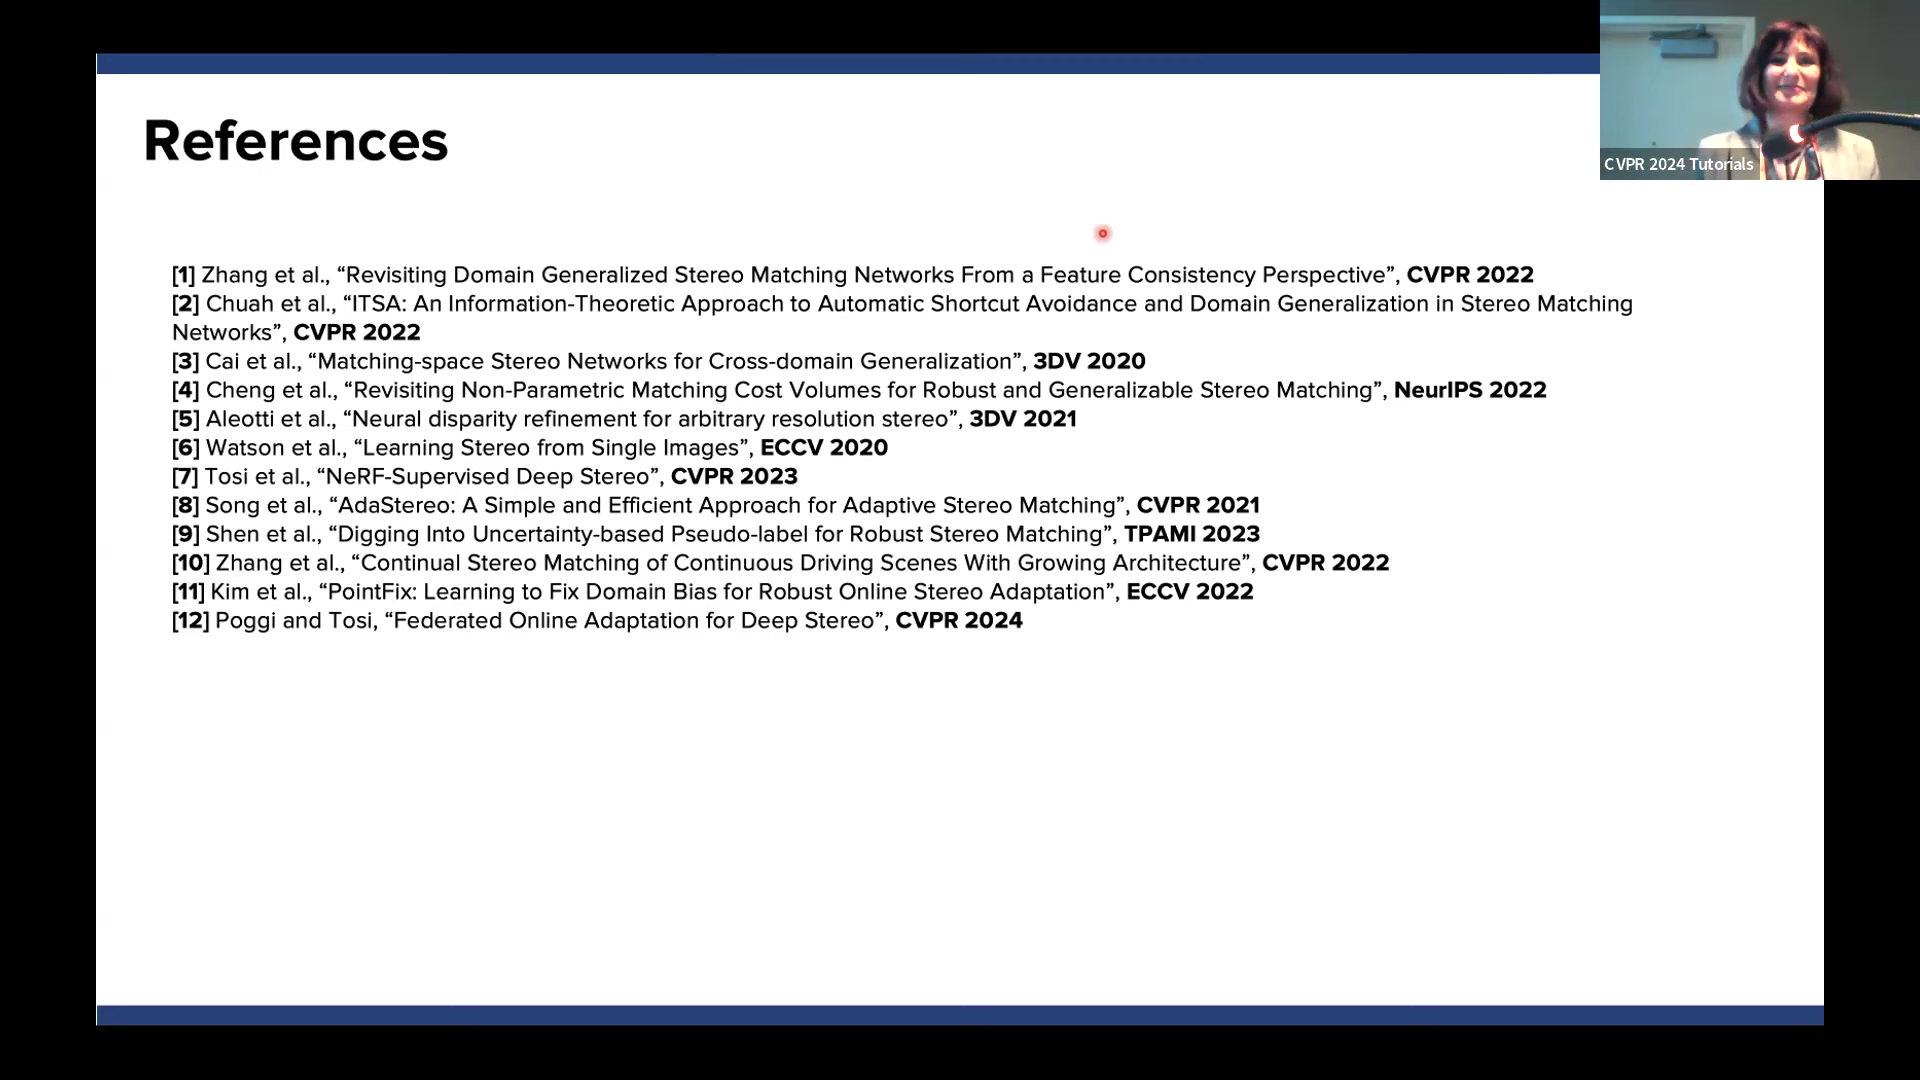 References
CVPR 2024 Tutorials
[1] Zhang et al., “Revisiting Domain Generalized Stereo Matching Networks From a Feature Consistency Perspective”, CVPR 2022
[2] Chuah et al., “ITSA: An Information-Theoretic Approach to Automatic Shortcut Avoidance and Domain Generalization in Stereo Matching
Networks”, CVPR 2022
[3] Cai et al., “Matching-space Stereo Networks for Cross-domain Generalization”, 3DV 2020
[4] Cheng et al., “Revisiting Non-Parametric Matching Cost Volumes for Robust and Generalizable Stereo Matching”, NeurIPS 2022
[5] Aleotti et al., “Neural disparity refinement for arbitrary resolution stereo”, 3DV 2021
[6] Watson et al., “Learning Stereo from Single Images”, ECCV 2020
[7] Tosi et al., “NeRF-Supervised Deep Stereo”, CVPR 2023
[8] Song et al., “AdaStereo: A Simple and Efficient Approach for Adaptive Stereo Matching”, CVPR 2021
[9] Shen et al., “Digging Into Uncertainty-based Pseudo-label for Robust Stereo Matching”, TPAMI 2023
[10] Zhang et al., “Continual Stereo Matching of Continuous Driving Scenes With Growing Architecture”, CVPR 2022
[11] Kim et al., “PointFix: Learning to Fix Domain Bias for Robust Online Stereo Adaptation”, ECCV 2022
[12] Poggi and Tosi, “Federated Online Adaptation for Deep Stereo”, CVPR 2024